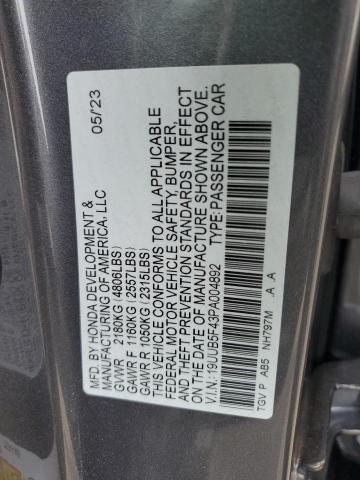 MFD. BY HONDA DEVELOPMENT & 05/23
MANUFACTURING OF AMERICA, LLC
GVWR 2180KG (4806LBS)
GAWR F 1160KG (2557LBS)
GAWR R 1050KG (2315LBS)
THIS VEHICLE CONFORMS TO ALL APPLICABLE
FEDERAL MOTOR VEHICLE SAFETY, BUMPER,
AND THEFT PREVENTION STANDARDS IN EFFECT
ON THE DATE OF MANUFACTURE SHOWN ABOVE.
V.I.N: 19UUB5F43PA004892 TYPE: PASSENGER CAR
TGV P AB5 NH797M .A .A